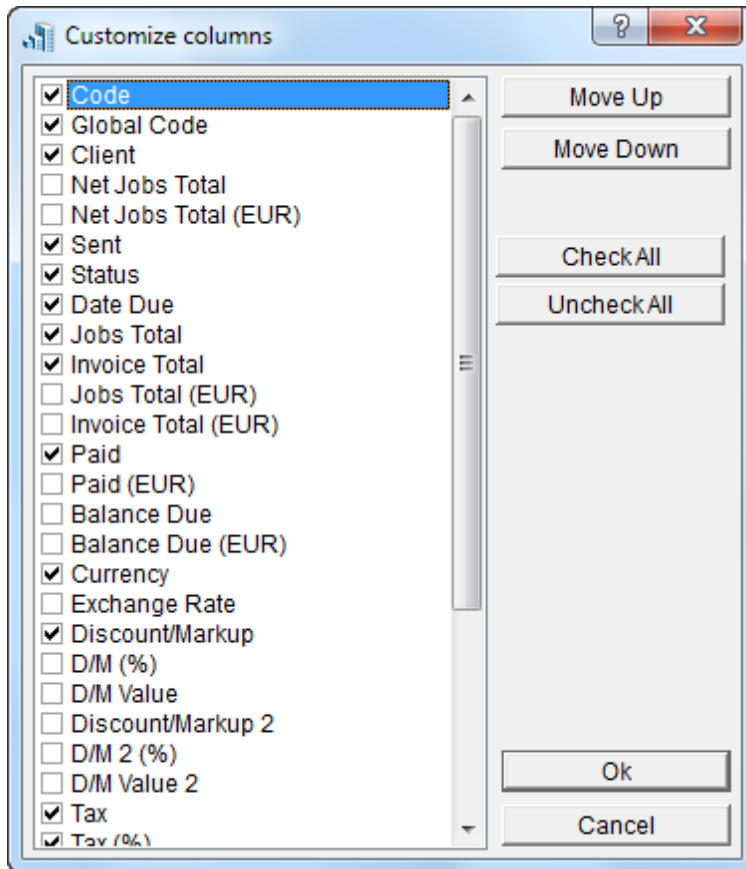 Customize columns
Code
Global Code
Client
Net Jobs Total
Net Jobs Total (EUR)
Sent
Status
Date Due
Jobs Total
Invoice Total
Jobs Total (EUR)
Invoice Total (EUR)
Paid
Paid (EUR)
Balance Due
Balance Due (EUR)
Currency
Exchange Rate
Discount/Markup
D/M (%)
D/M Value
Discount/Markup 2
D/M 2 (%)
D/M Value 2
Tax
Tax (%)
Move Up
Move Down
Check All
Uncheck All
Ok
Cancel